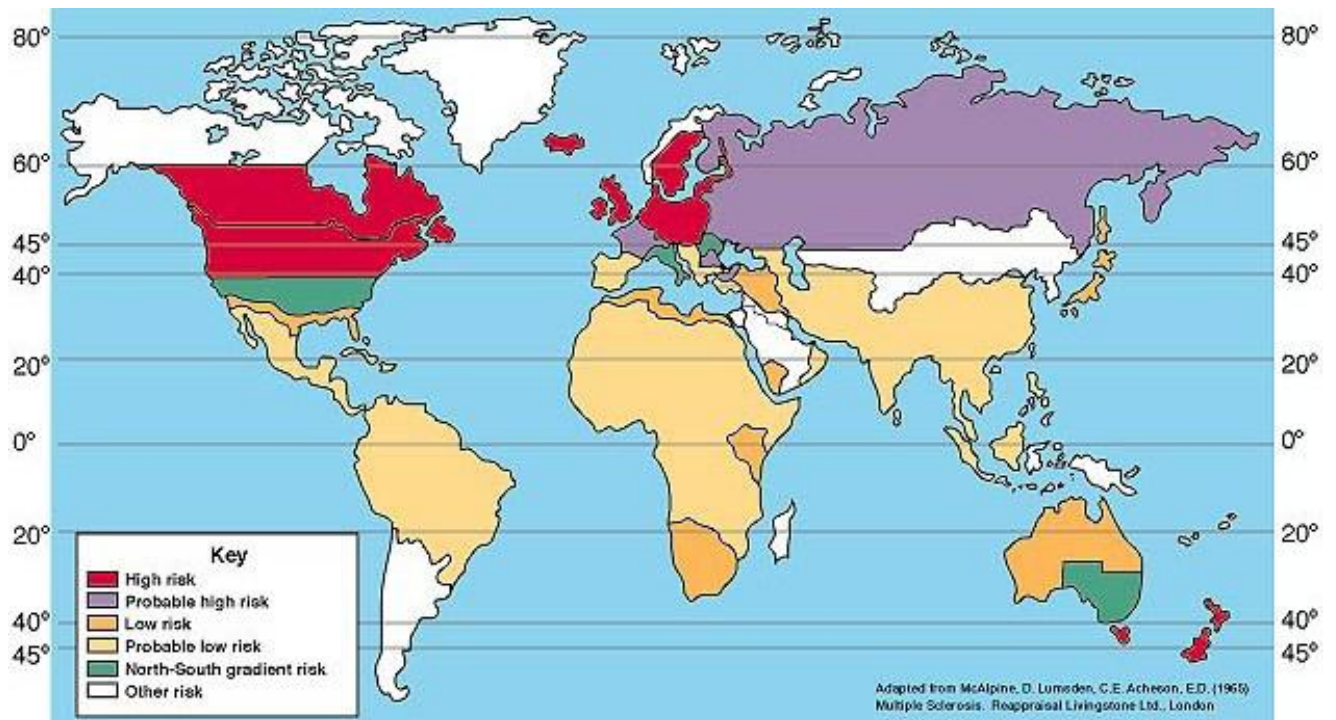 80° 80°
60° 60°
45° 45°
40° 40°
20° 20°
0° 0°
20° 20°
Key
High risk
Probable high risk
Low risk
40° 40°
Probable low risk
45° 45°
North-South gradient risk
Other risk
Adapted from McAlpine, D. Lumsden, C.E. Acheson, E.D. (1965)
Multiple Sclerosis. Reappraisal Livingstone Ltd., London